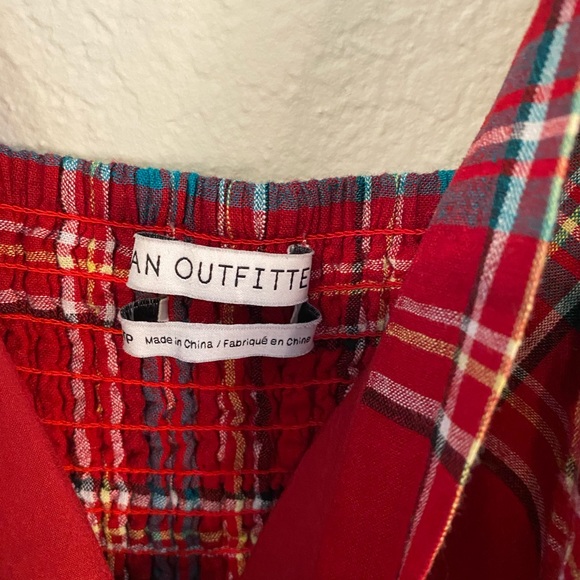 AN OUTFITTE
P Made in China / Fabriqué en Chine